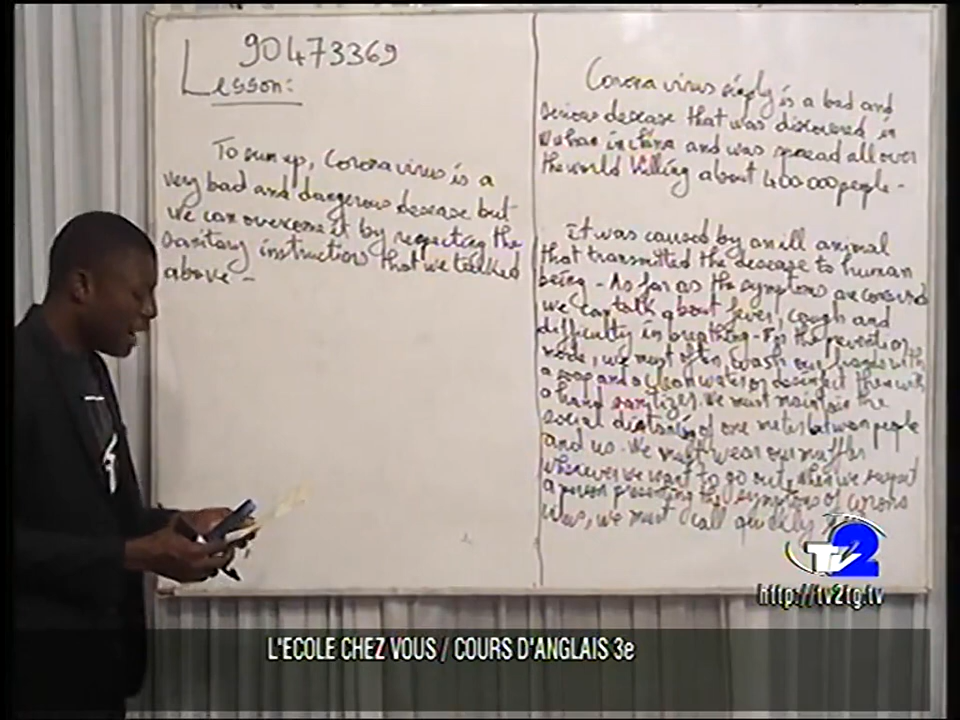 90473369
Lesson:
To sum up, Corona virus is a
very bad and dangerous desease but
we can overcome it by respecting the
sanitary instructions that we talked
above -
Corona virus simply is a bad and
serious desease that was discovered in
Wuhan in china and was spread all over
the world killing about 400 000 people -
It was caused by an ill animal
that transmitted the desease to human
being - As far as the symptoms are
we can talk about fever, cough and
difficulty in breathing - For the prevention
mode, we must often wash our hands with
a soap and a clean water or desinfect them with
a hand sanitizer. We must maintain the
social distancing of one meter between people
and us. We must wear our muffler
whenever we want to go out, when we suspect
a person presenting the symptoms of corona
virus, we must call quickly
TV2
http://tv2tg.tv
L'ECOLE CHEZ VOUS / COURS D'ANGLAIS 3e